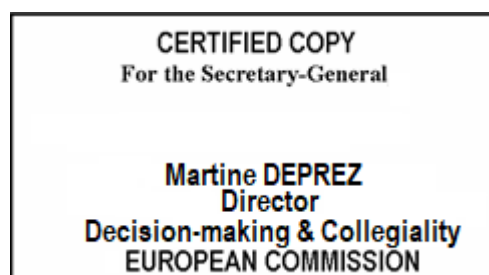 CERTIFIED COPY
For the Secretary-General
Martine DEPREZ
Director
Decision-making & Collegiality
EUROPEAN COMMISSION